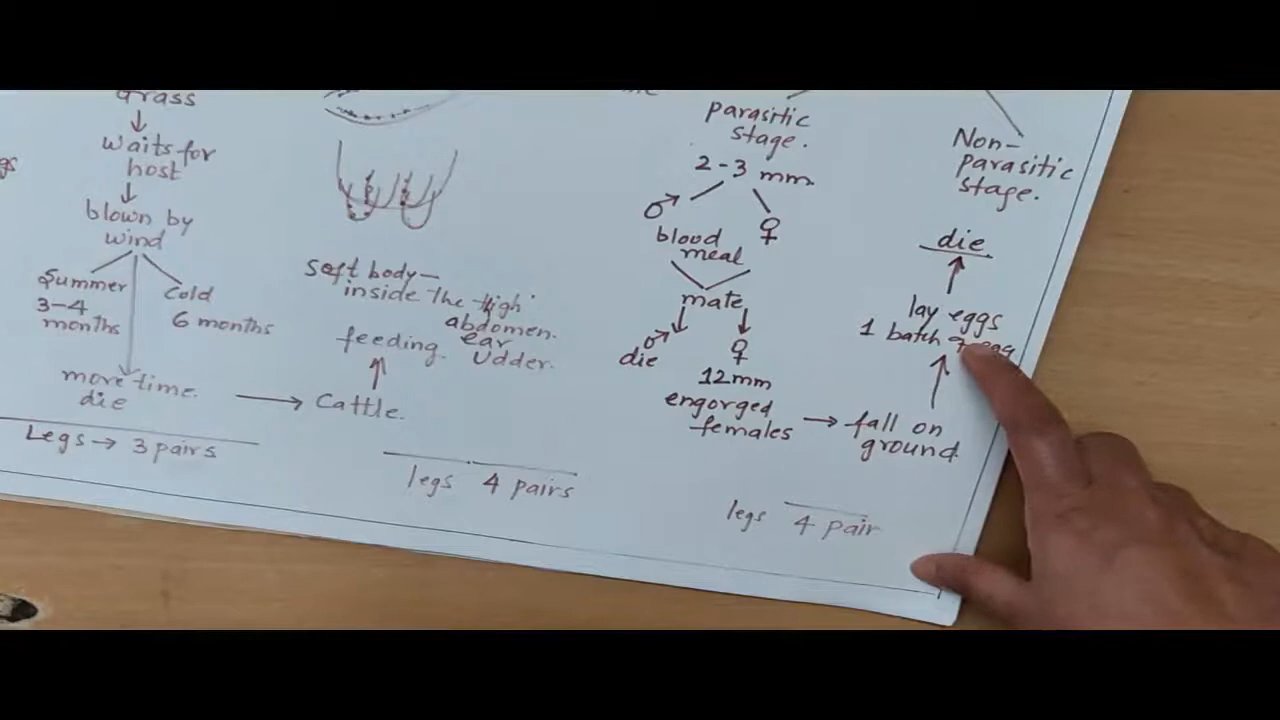 Grass
↓
waits for
host
↓
blown by
wind
Summer
3-4
months
Cold
6 months
more time
die
→
Legs → 3 pairs
Soft body-
inside the thigh
abdomen.
ear
Udder.
feeding.
↑
Cattle.
legs 4 pairs
parasitic
stage.
2-3 mm
♂ ♀
blood
meal
mate
↓ ↓
♂
die
♀
12mm
engorged
females
→ fall on
ground
↑
lay eggs
1 batch
↑
die
Non-
parasitic
stage.
legs 4 pair